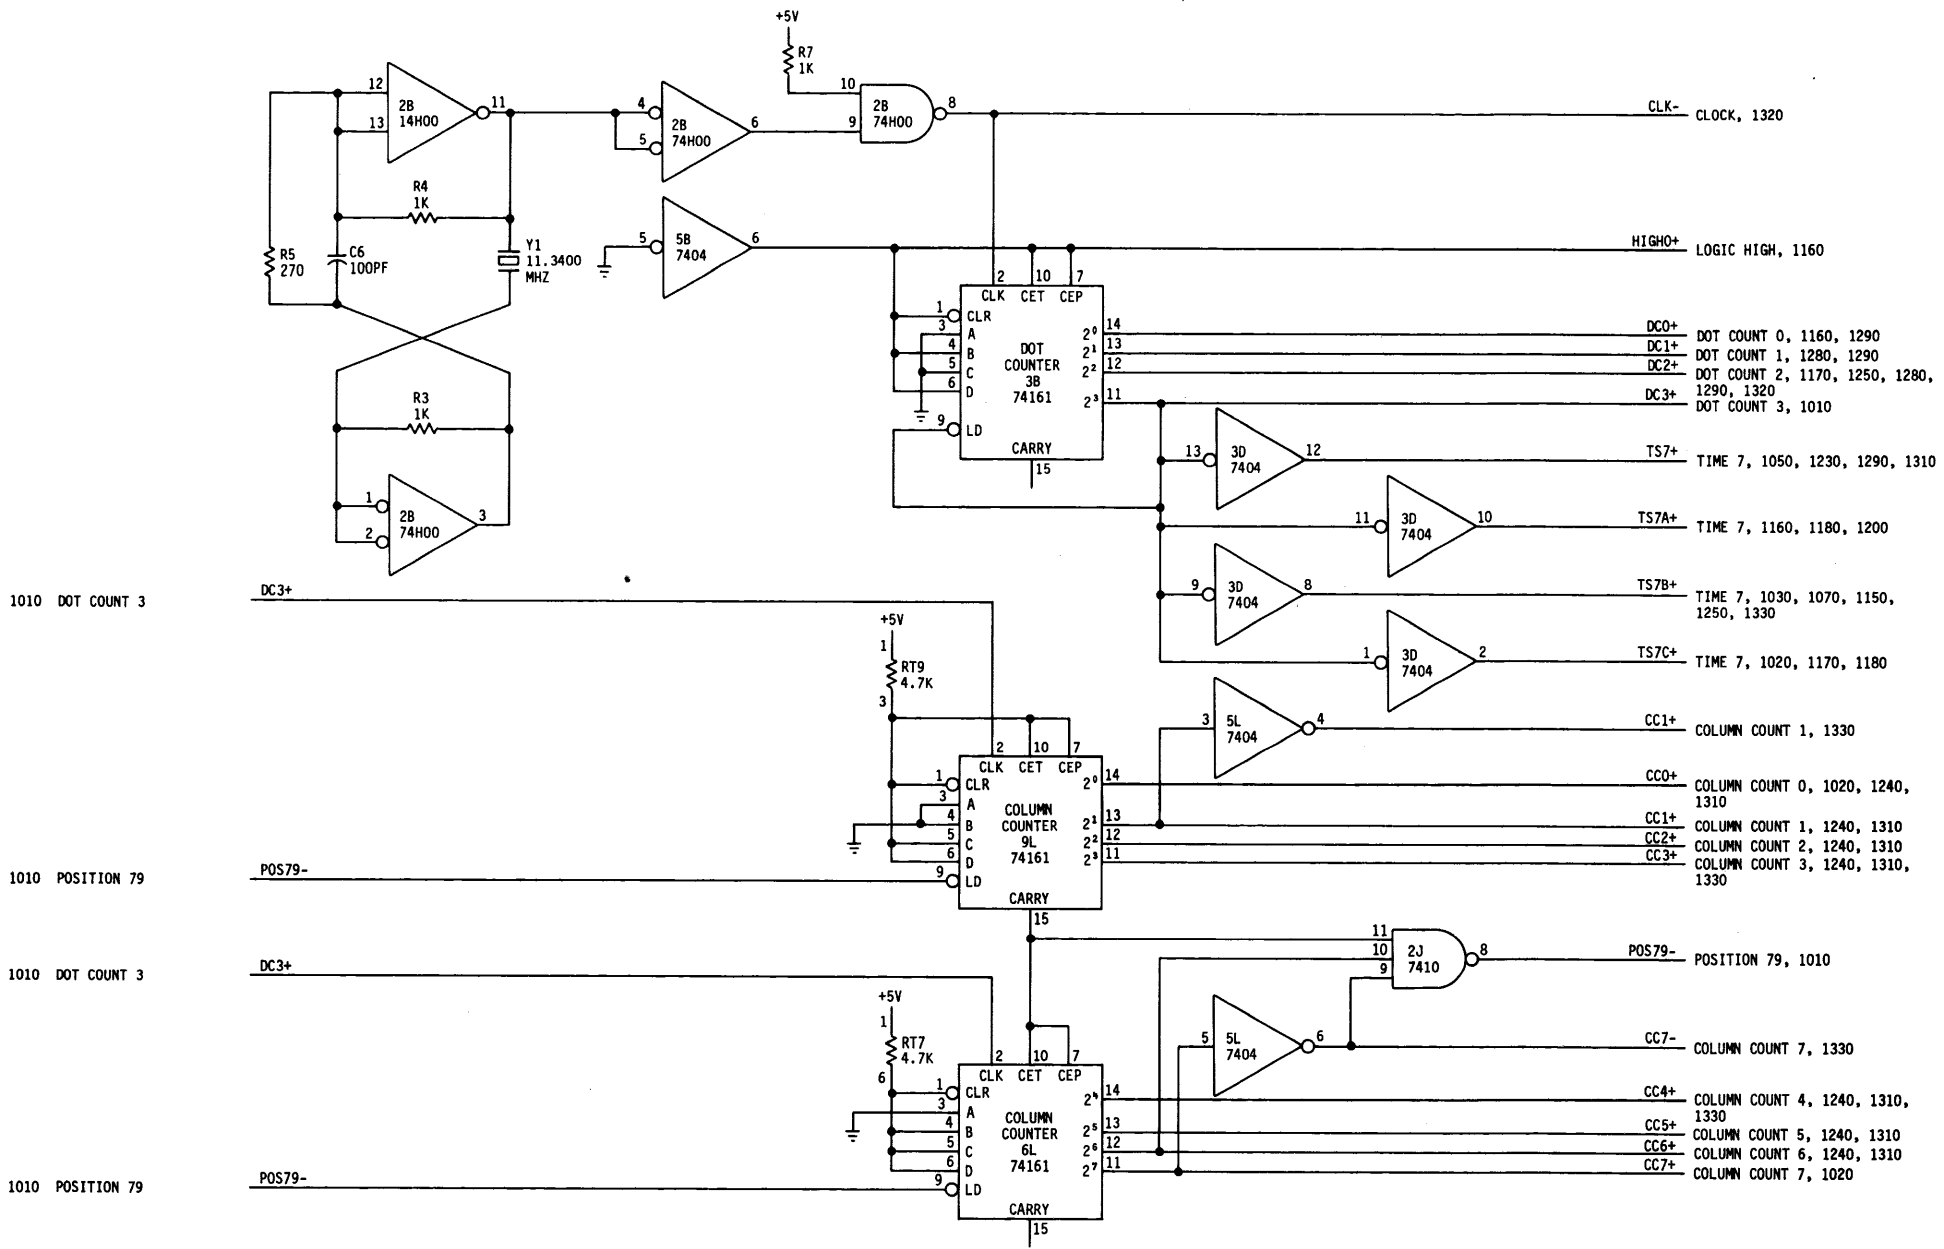 +5V
R7
1K
12
13
2B
14H00
11
4
5
2B
74H00
6
10
9
2B
74H00
8
CLK-
CLOCK, 1320
R4
1K
R5
270
C6
100PF
Y1
11.3400
MHZ
5
5B
7404
6
HIGH0+
LOGIC HIGH, 1160
2
10
7
CLK
CET
CEP
1
CLR
3
A
4
B
5
C
6
D
9
LD
DOT
COUNTER
3B
74161
CARRY
15
2⁰
14
DC0+
DOT COUNT 0, 1160, 1290
2¹
13
DC1+
DOT COUNT 1, 1280, 1290
2²
12
DC2+
DOT COUNT 2, 1170, 1250, 1280,
1290, 1320
2³
11
DC3+
DOT COUNT 3, 1010
R3
1K
1
2
2B
74H00
3
13
3D
7404
12
TS7+
TIME 7, 1050, 1230, 1290, 1310
11
3D
7404
10
TS7A+
TIME 7, 1160, 1180, 1200
9
3D
7404
8
TS7B+
TIME 7, 1030, 1070, 1150,
1250, 1330
1
3D
7404
2
TS7C+
TIME 7, 1020, 1170, 1180
1010 DOT COUNT 3
DC3+
+5V
1
RT9
4.7K
3
3
5L
7404
4
CC1+
COLUMN COUNT 1, 1330
2
10
7
CLK
CET
CEP
1
CLR
3
A
4
B
5
C
6
D
9
LD
COLUMN
COUNTER
9L
74161
CARRY
15
2⁰
14
CC0+
COLUMN COUNT 0, 1020, 1240,
1310
2¹
13
CC1+
COLUMN COUNT 1, 1240, 1310
2²
12
CC2+
COLUMN COUNT 2, 1240, 1310
2³
11
CC3+
COLUMN COUNT 3, 1240, 1310,
1330
1010 POSITION 79
POS79-
11
10
9
2J
7410
8
POS79-
POSITION 79, 1010
1010 DOT COUNT 3
DC3+
+5V
1
RT7
4.7K
6
5
5L
7404
6
CC7-
COLUMN COUNT 7, 1330
2
10
7
CLK
CET
CEP
1
CLR
3
A
4
B
5
C
6
D
9
LD
COLUMN
COUNTER
6L
74161
CARRY
15
2⁴
14
CC4+
COLUMN COUNT 4, 1240, 1310,
1330
2⁵
13
CC5+
COLUMN COUNT 5, 1240, 1310
2⁶
12
CC6+
COLUMN COUNT 6, 1240, 1310
2⁷
11
CC7+
COLUMN COUNT 7, 1020
1010 POSITION 79
POS79-